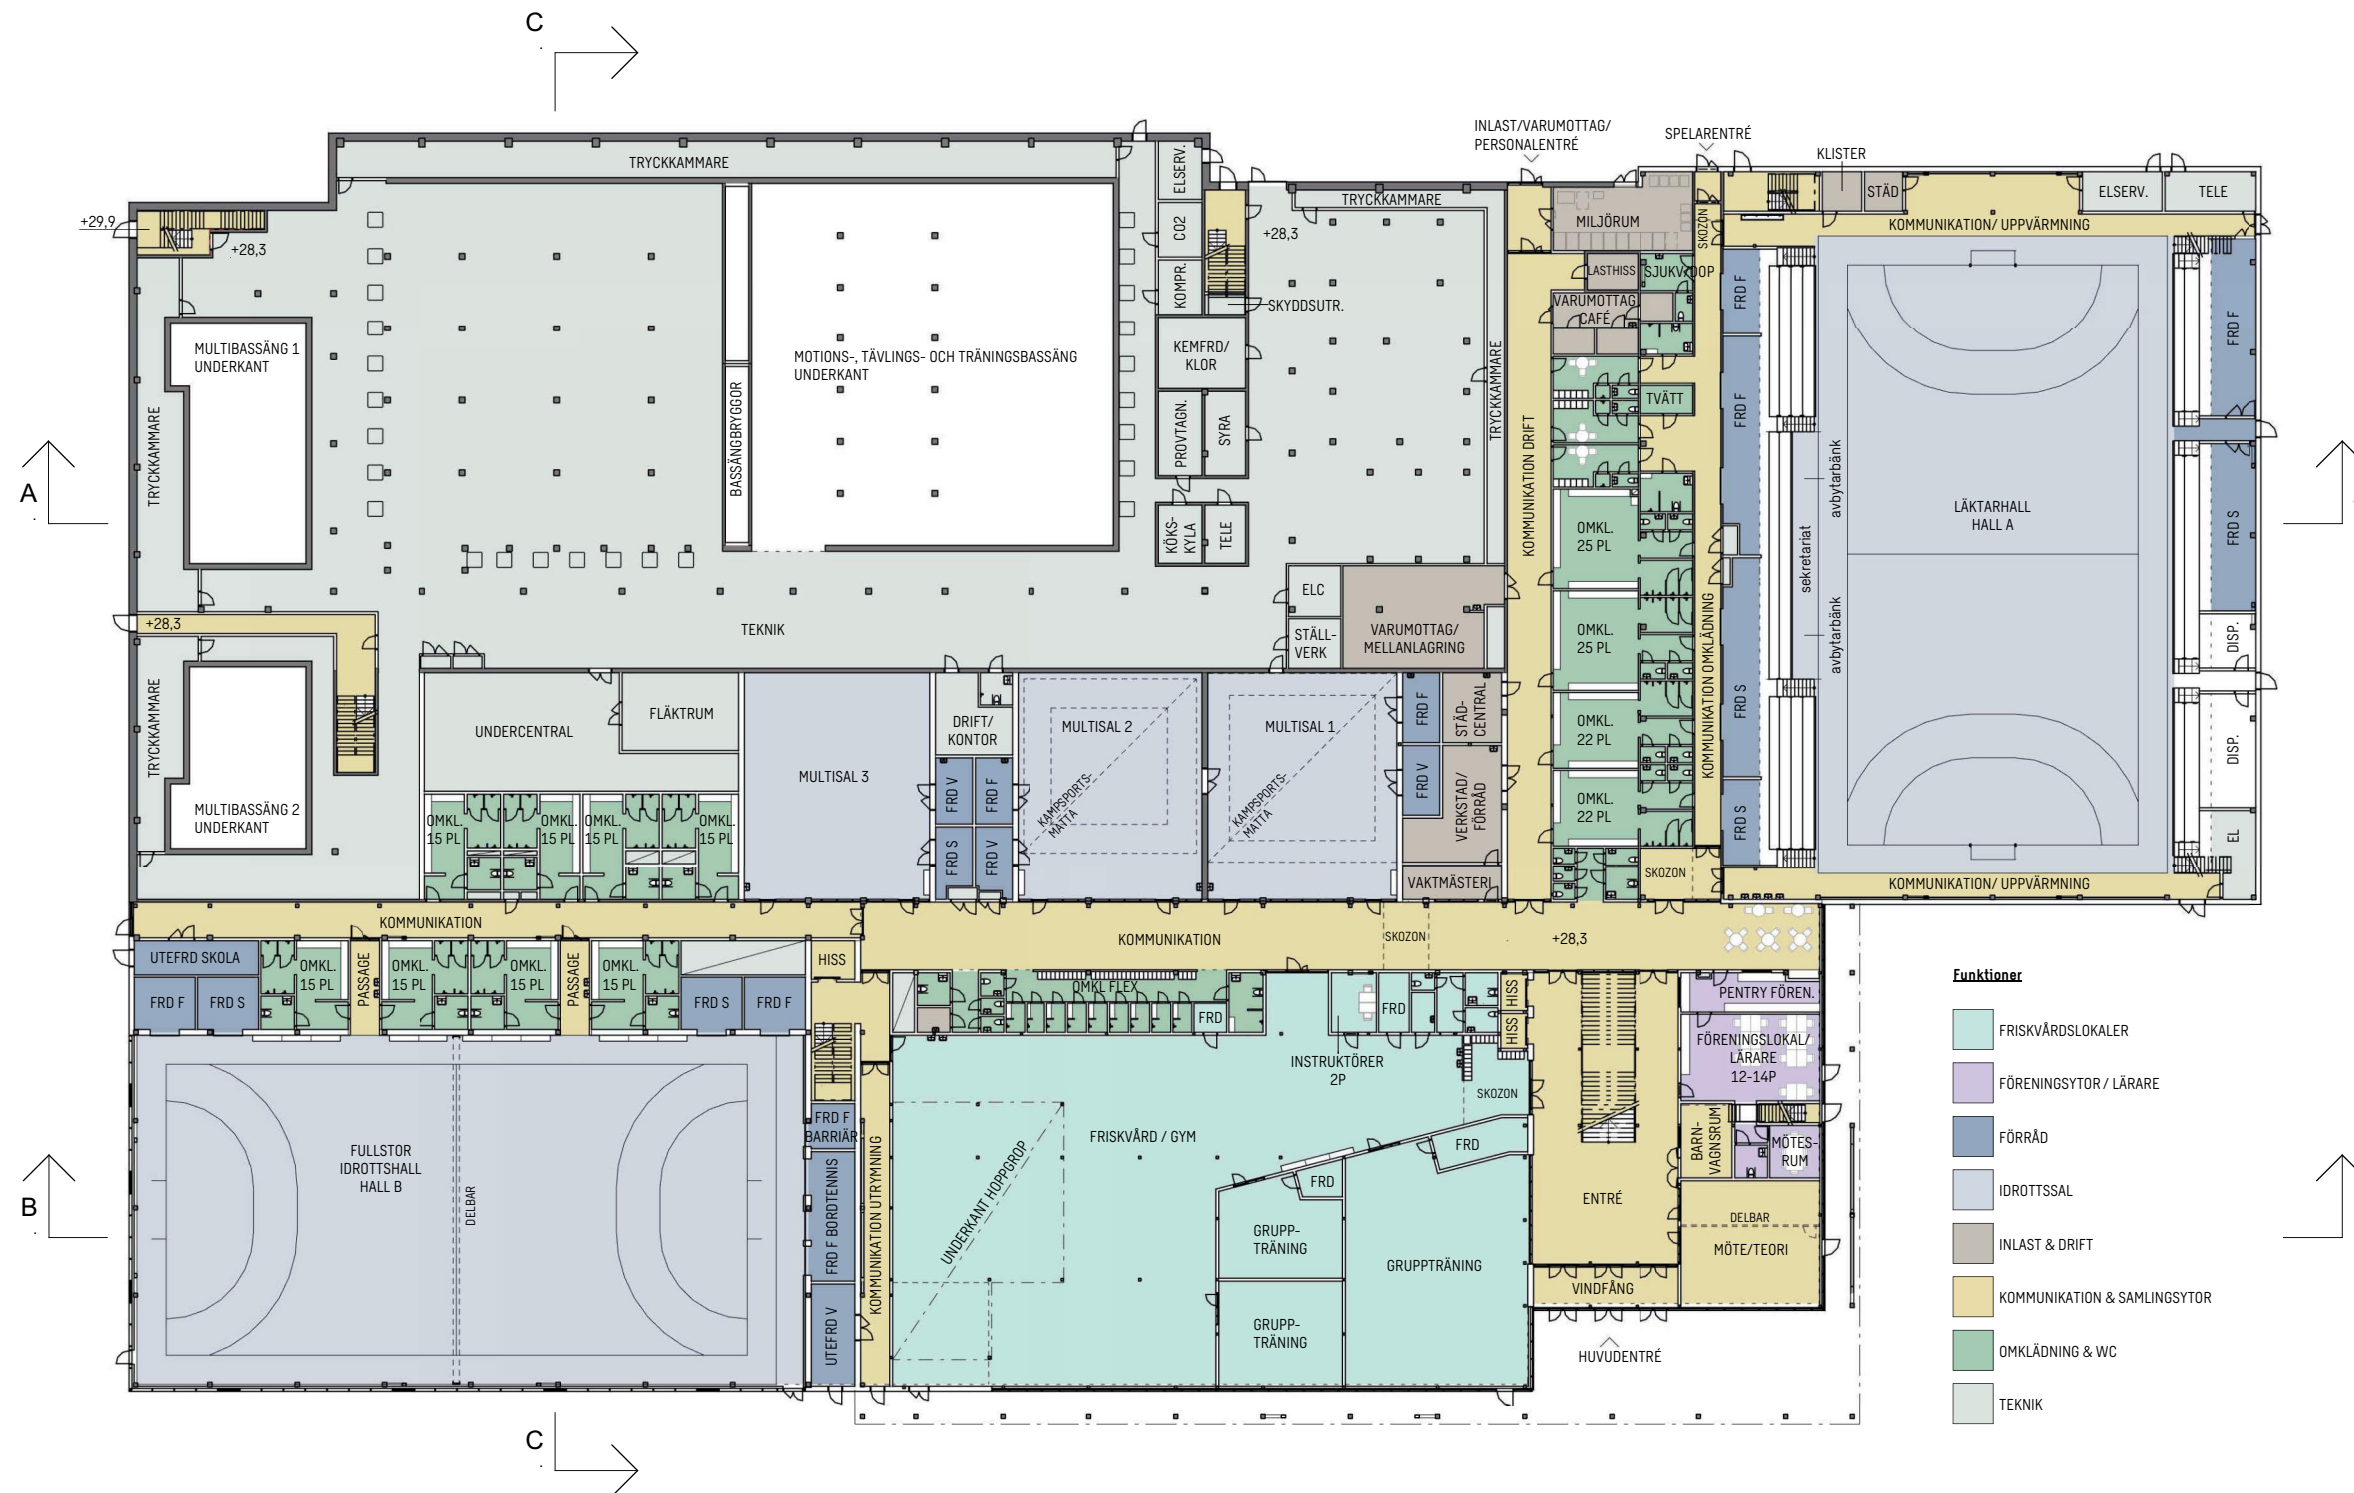 C
INLAST/VARUMOTTAG/
PERSONALENTRÉ
SPELARENTRÉ
KLISTER
TRYCKKAMMARE
ELSERV.
TRYCKKAMMARE
MILJÖRUM
SKOZON
STÄD
ELSERV.
TELE
+29,9
+28,3
CO2
+28,3
KOMMUNIKATION/ UPPVÄRMNING
KOMPR.
LASTHISS
SJUKV/DOP
FRD F
SKYDDSUTR.
VARUMOTTAG
CAFÉ
FRD F
MULTIBASSÄNG 1
UNDERKANT
MOTIONS-, TÄVLINGS- OCH TRÄNINGSBASSÄNG
UNDERKANT
KEMFRD/
KLOR
TRYCKKAMMARE
TVÄTT
FRD F
BASSÄNGBRYGGOR
PROVTAGN.
SYRA
KOMMUNIKATION DRIFT
TRYCKKAMMARE
A
avbytarbänk
LÄKTARHALL
HALL A
FRD S
KÖKS-
KYLA
TELE
OMKL.
25 PL
sekretariat
ELC
+28,3
TEKNIK
STÄLL-
VERK
VARUMOTTAG/
MELLANLAGRING
OMKL.
25 PL
KOMMUNIKATION OMKLÄDNING
avbytarbänk
DISP.
TRYCKKAMMARE
UNDERCENTRAL
FLÄKTRUM
DRIFT/
KONTOR
MULTISAL 2
MULTISAL 1
FRD F
STÄD-
CENTRAL
OMKL.
22 PL
FRD S
DISP.
MULTISAL 3
FRD V
FRD F
KAMPSPORTS-
MATTA
KAMPSPORTS-
MATTA
FRD V
VERKSTAD/
FÖRRÅD
OMKL.
22 PL
FRD S
EL
MULTIBASSÄNG 2
UNDERKANT
OMKL.
15 PL
OMKL.
15 PL
OMKL.
15 PL
OMKL.
15 PL
FRD S
FRD V
VAKTMÄSTERI
SKOZON
KOMMUNIKATION/ UPPVÄRMNING
KOMMUNIKATION
KOMMUNIKATION
SKOZON
+28,3
UTEFRD SKOLA
FRD F
FRD S
OMKL.
15 PL
PASSAGE
OMKL.
15 PL
OMKL.
15 PL
PASSAGE
OMKL.
15 PL
FRD S
FRD F
HISS
OMKL FLEX
FRD
FRD
HISS
HISS
PENTRY FÖREN.
INSTRUKTÖRER
2P
FÖRENINGSLOKAL/
LÄRARE
12-14P
SKOZON
FRD F
BARRIÄR
KOMMUNIKATION UTRYMNING
FRISKVÅRD / GYM
FRD
BARN-
VAGNSRUM
MÖTES-
RUM
FULLSTOR
IDROTTSHALL
HALL B
DELBAR
FRD F BORDTENNIS
UNDERKANT HOPPGROP
FRD
B
ENTRÉ
GRUPP-
TRÄNING
GRUPPTRÄNING
DELBAR
MÖTE/TEORI
VINDFÅNG
UTEFRD V
GRUPP-
TRÄNING
HUVUDENTRÉ
C
Funktioner
FRISKVÅRDSLOKALER
FÖRENINGSYTOR / LÄRARE
FÖRRÅD
IDROTTSSAL
INLAST & DRIFT
KOMMUNIKATION & SAMLINGSYTOR
OMKLÄDNING & WC
TEKNIK